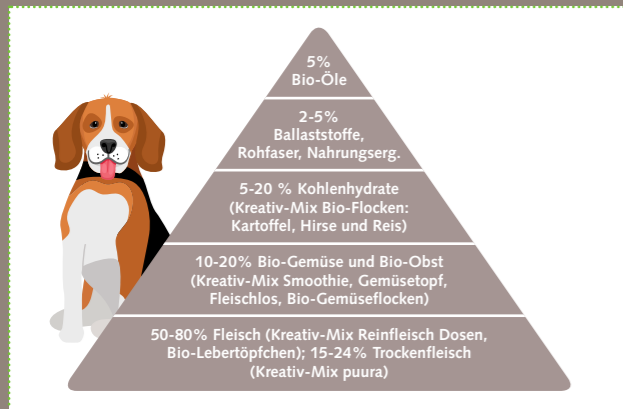 5%
Bio-Öle
2-5%
Ballaststoffe,
Rohfaser, Nahrungserg.
5-20 % Kohlenhydrate
(Kreativ-Mix Bio-Flocken:
Kartoffel, Hirse und Reis)
10-20% Bio-Gemüse und Bio-Obst
(Kreativ-Mix Smoothie, Gemüsetopf,
Fleischlos, Bio-Gemüseflocken)
50-80% Fleisch (Kreativ-Mix Reinfleisch Dosen,
Bio-Lebertöpfchen); 15-24% Trockenfleisch
(Kreativ-Mix puura)